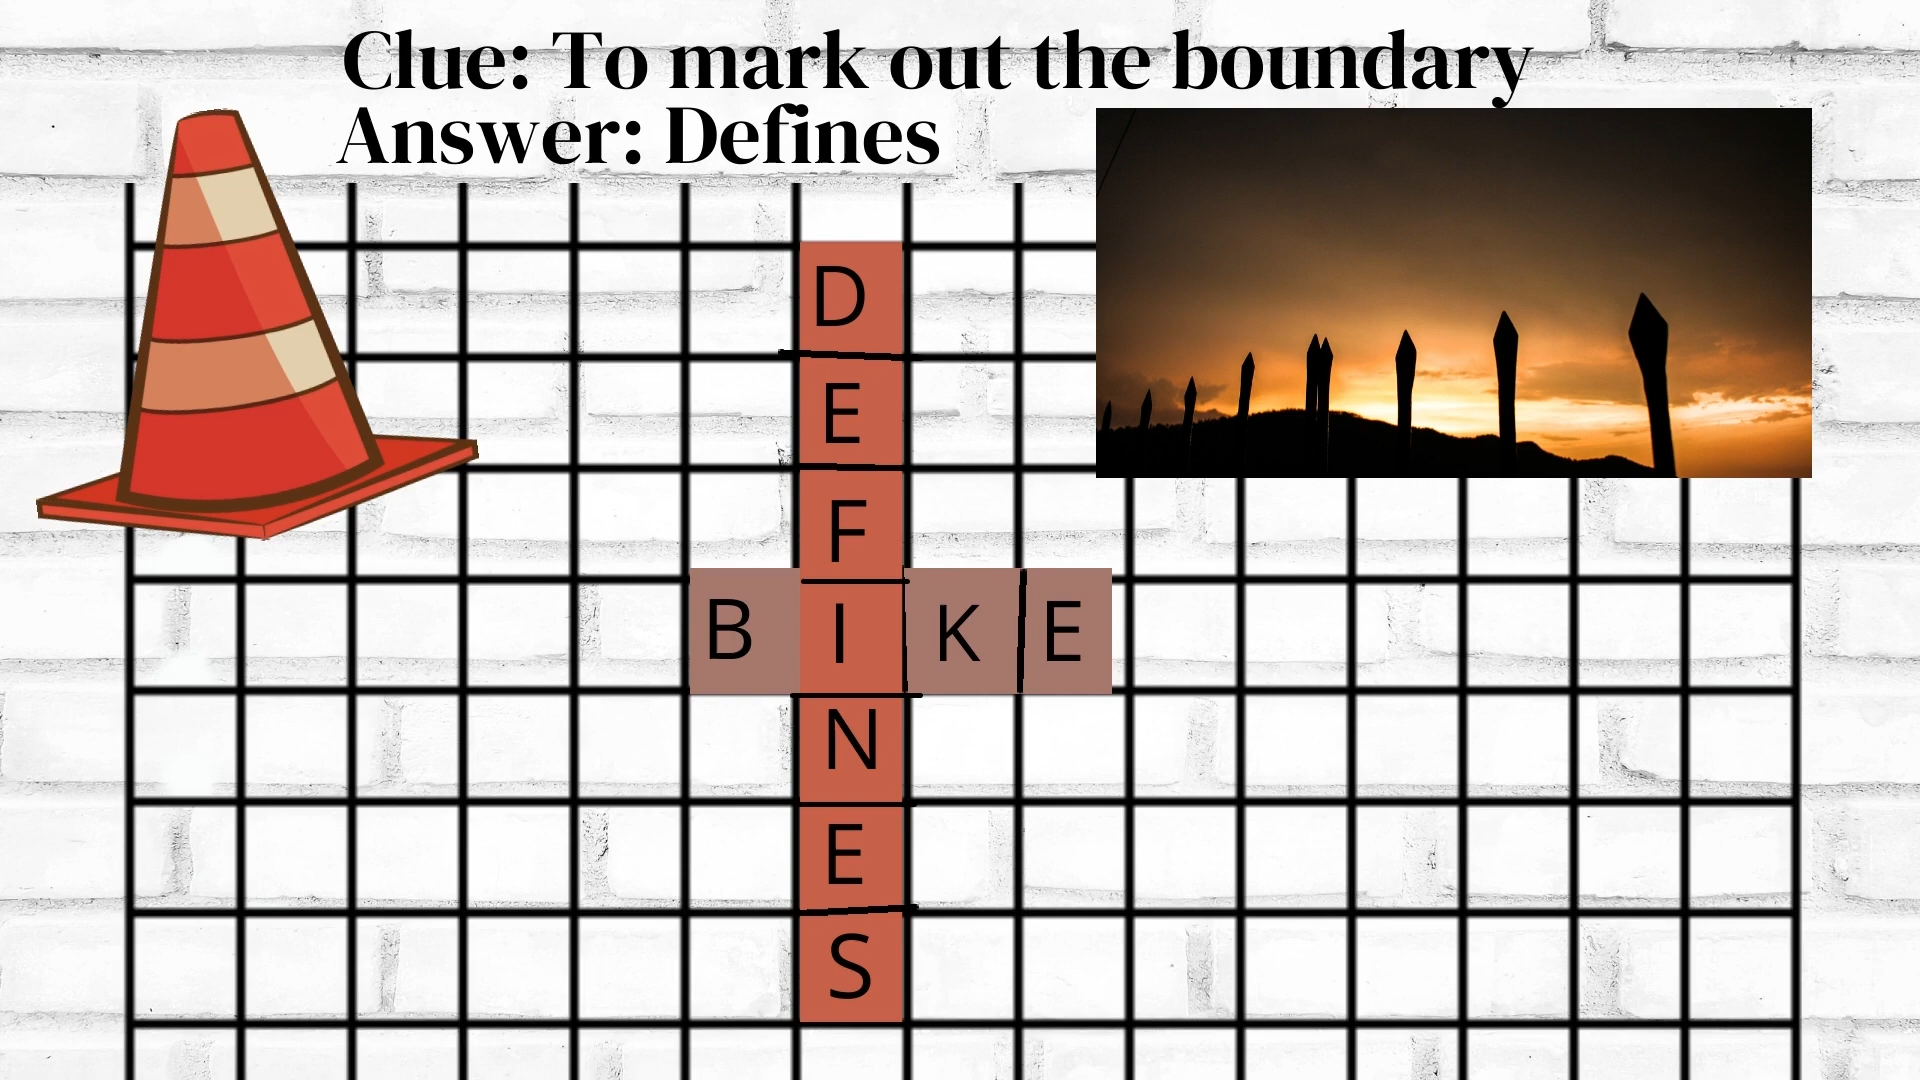 Clue: To mark out the boundary
Answer: Defines
D
E
F
B I K E
N
E
S